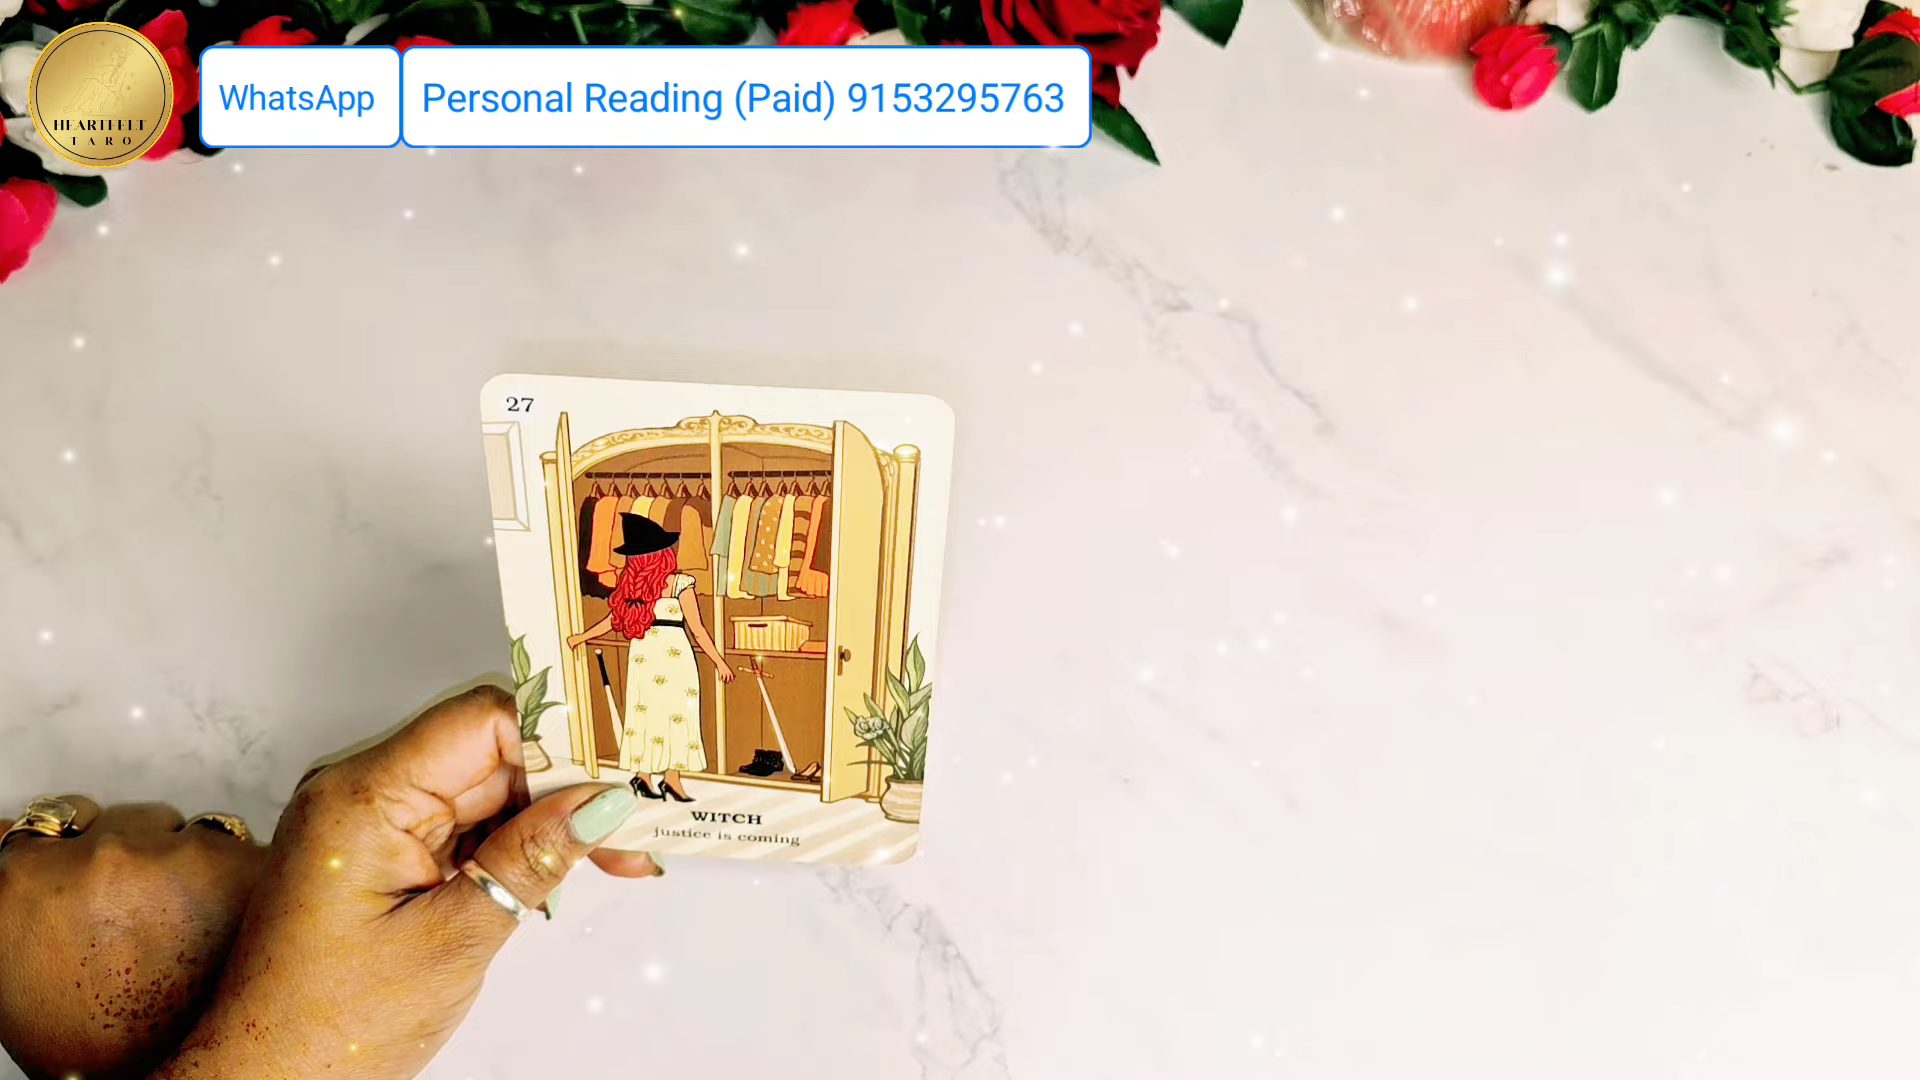 HEARTFELT
TARO
WhatsApp
Personal Reading (Paid) 9153295763
27
WITCH
justice is coming